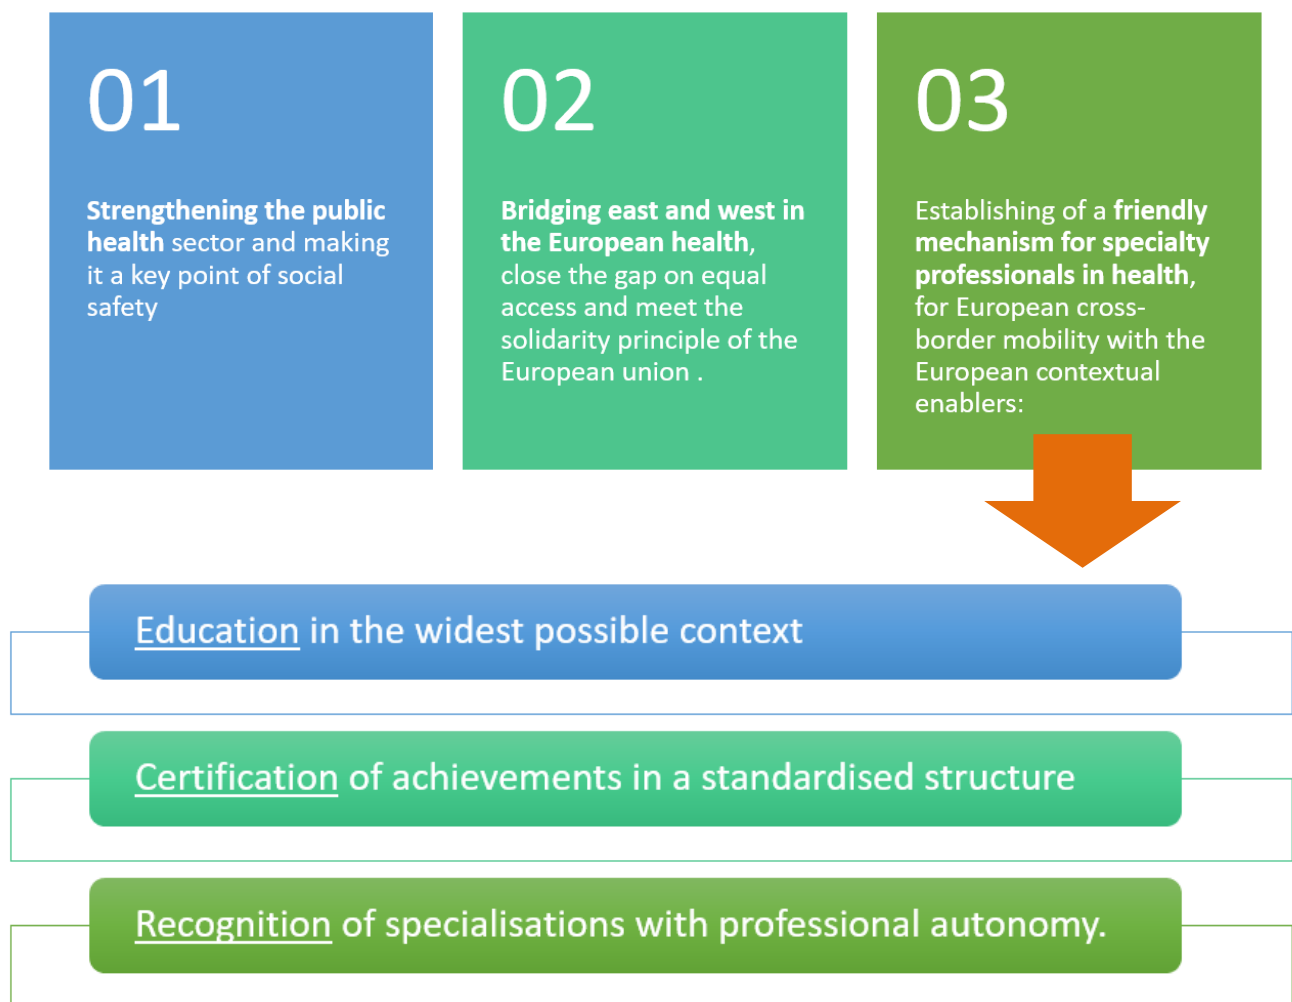 01
Strengthening the public
health sector and making
it a key point of social
safety
02
Bridging east and west in
the European health,
close the gap on equal
access and meet the
solidarity principle of the
European union .
03
Establishing of a friendly
mechanism for specialty
professionals in health,
for European cross-
border mobility with the
European contextual
enablers:
Education in the widest possible context
Certification of achievements in a standardised structure
Recognition of specialisations with professional autonomy.